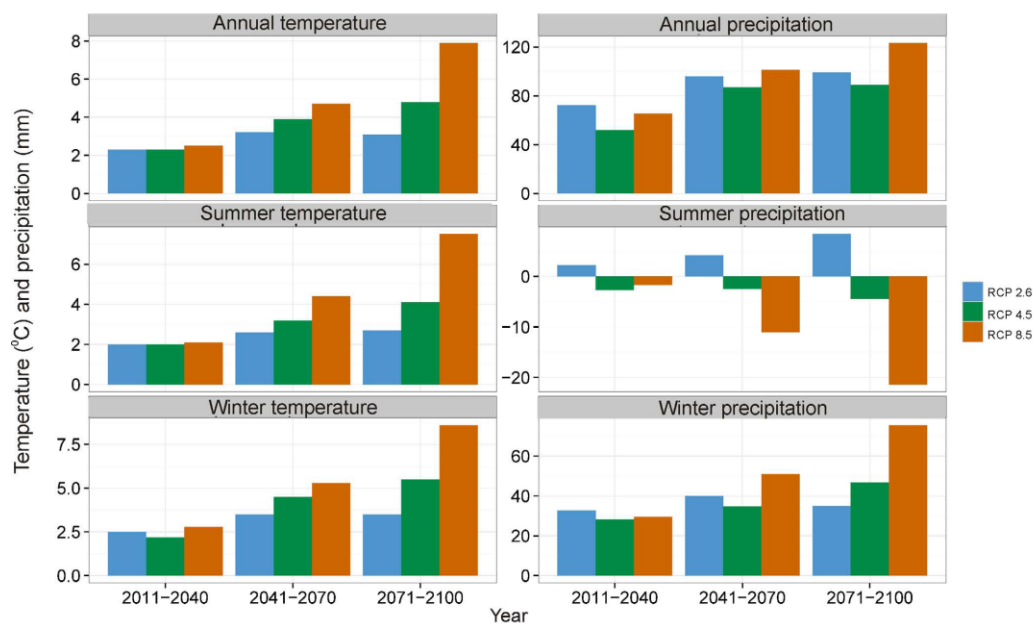 Annual temperature
Annual precipitation
8
6
4
2
0
120
80
40
0
Summer temperature
Summer precipitation
6
4
2
0
0
−10
−20
Winter temperature
Winter precipitation
7.5
5.0
2.5
0.0
60
40
20
0
2011−2040
2041−2070
2071−2100
2011−2040
2041−2070
2071−2100
Year
Temperature (⁰C) and precipitation (mm)
RCP 2.6
RCP 4.5
RCP 8.5